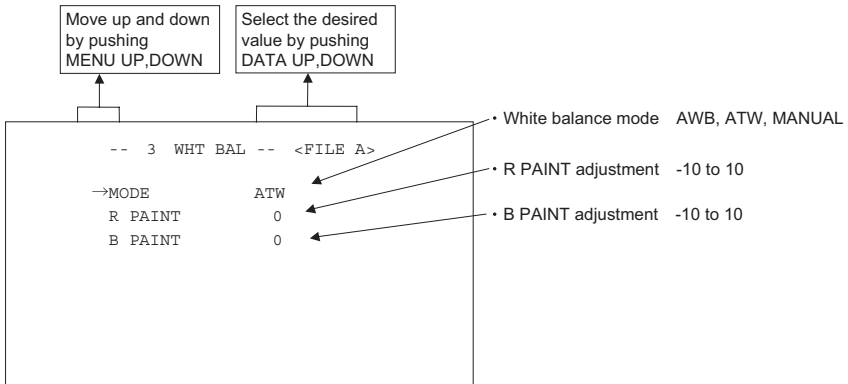 Move up and down
by pushing
MENU UP,DOWN
Select the desired
value by pushing
DATA UP,DOWN
-- 3 WHT BAL -- <FILE A>
→MODE ATW
R PAINT 0
B PAINT 0
・White balance mode AWB, ATW, MANUAL
・R PAINT adjustment -10 to 10
・B PAINT adjustment -10 to 10